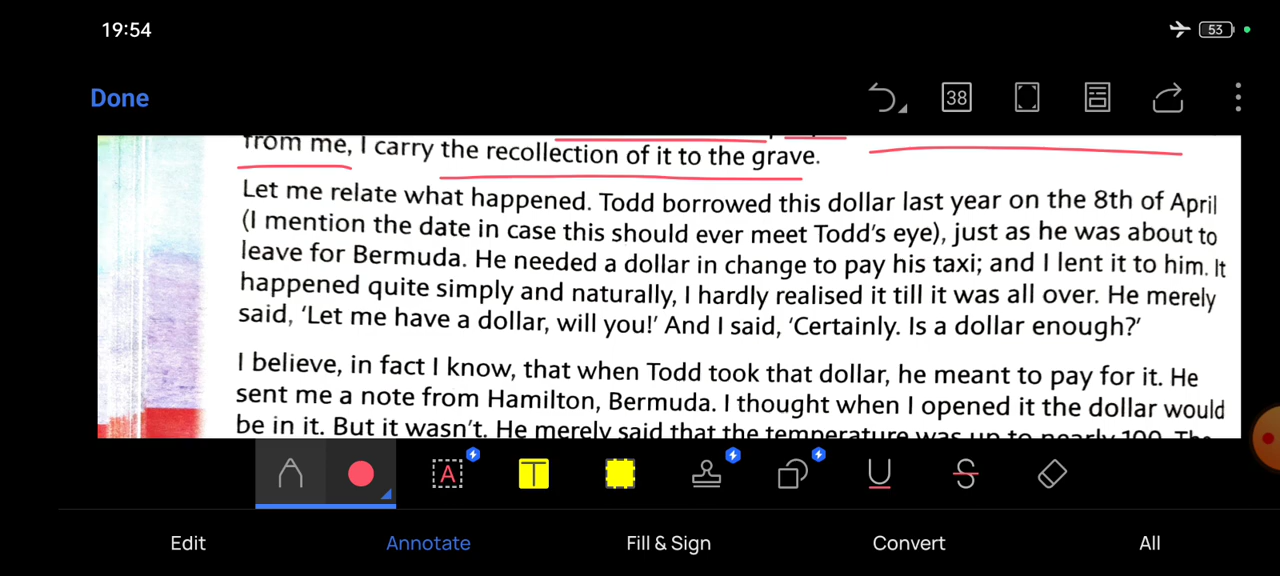 19:54
53
Done
38
from me, I carry the recollection of it to the grave.
Let me relate what happened. Todd borrowed this dollar last year on the 8th of April
(I mention the date in case this should ever meet Todd's eye), just as he was about to
leave for Bermuda. He needed a dollar in change to pay his taxi; and I lent it to him. It
happened quite simply and naturally, I hardly realised it till it was all over. He merely
said, 'Let me have a dollar, will you!' And I said, 'Certainly. Is a dollar enough?'
I believe, in fact I know, that when Todd took that dollar, he meant to pay for it. He
sent me a note from Hamilton, Bermuda. I thought when I opened it the dollar would
be in it. But it wasn't. He merely said that the temperature was up to nearly 100. The
A T U S
Edit Annotate Fill & Sign Convert All